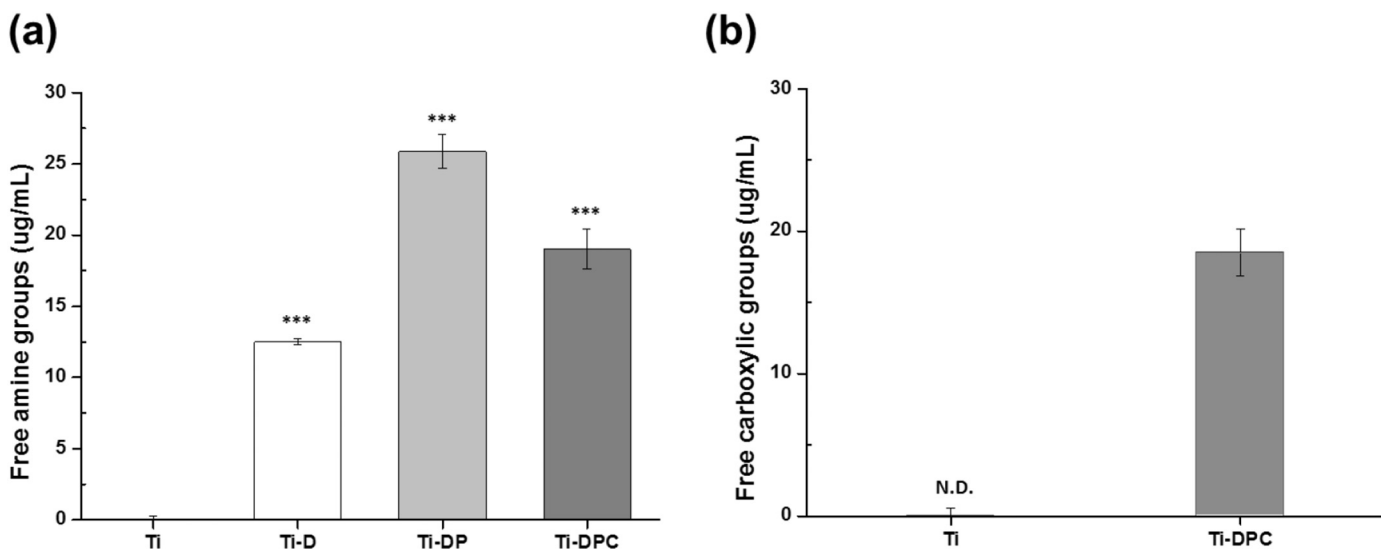 (a)
Free amine groups (ug/mL)
30
25
20
15
10
5
0
***
***
***
Ti
Ti-D
Ti-DP
Ti-DPC
(b)
Free carboxylic groups (ug/mL)
30
20
10
0
N.D.
Ti
Ti-DPC